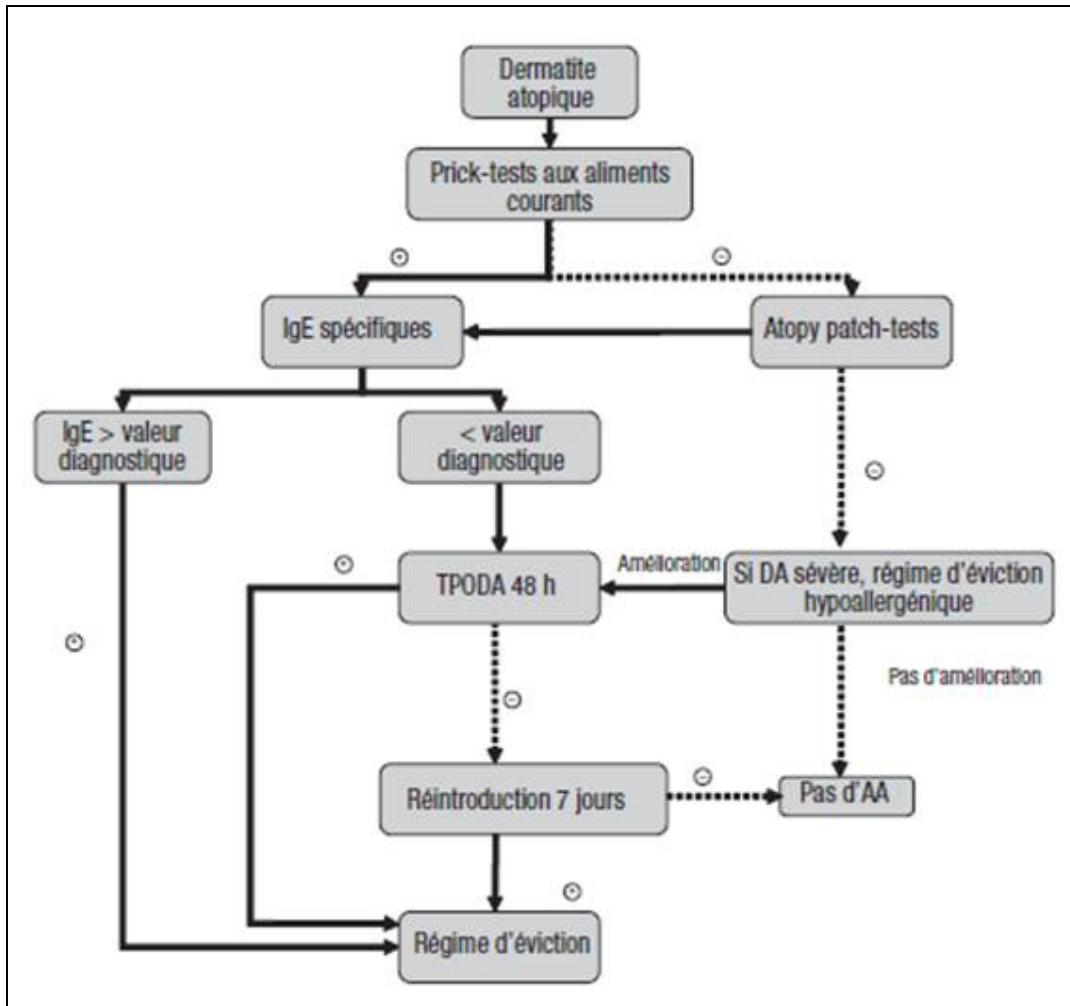 Dermatite
atopique
Prick-tests aux aliments
courants
+
−
IgE spécifiques
Atopy patch-tests
IgE > valeur
diagnostique
< valeur
diagnostique
−
+
TPODA 48 h
Amélioration
Si DA sévère, régime d'éviction
hypoallergénique
+
Pas d'amélioration
−
Réintroduction 7 jours
−
Pas d'AA
+
Régime d'éviction